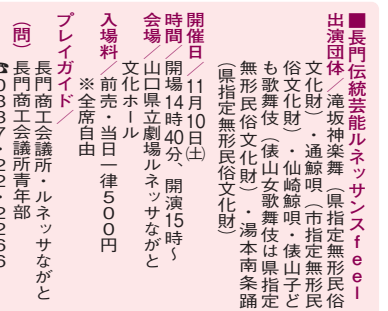 ■長門伝統芸能ルネッサンスfeel
出演団体／滝坂神楽舞（県指定無形民俗
文化財）・通鯨唄（市指定無形民
俗文化財）・仙崎鯨唄・俵山子ど
も歌舞伎（俵山女歌舞伎は県指定
無形民俗文化財）・湯本南条踊
（県指定無形民俗文化財）
開催日／11月10日㈯
時間／開場14時40分、開演15時～
会場／山口県立劇場ルネッサながと
文化ホール
入場料／前売・当日一律500円
※全席自由
プレイガイド／
長門商工会議所・ルネッサながと
（問）長門商工会議所青年部
☎0837-22-2266